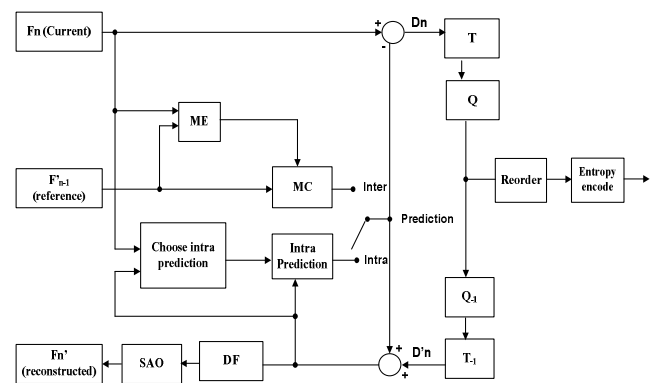 Fn (Current)
+
-
Dn
T
Q
ME
F'n-1
(reference)
MC
Inter
Reorder
Entropy
encode
Prediction
Choose intra
prediction
Intra
Prediction
Intra
Q-1
Fn'
(reconstructed)
SAO
DF
+
+
D'n
T-1